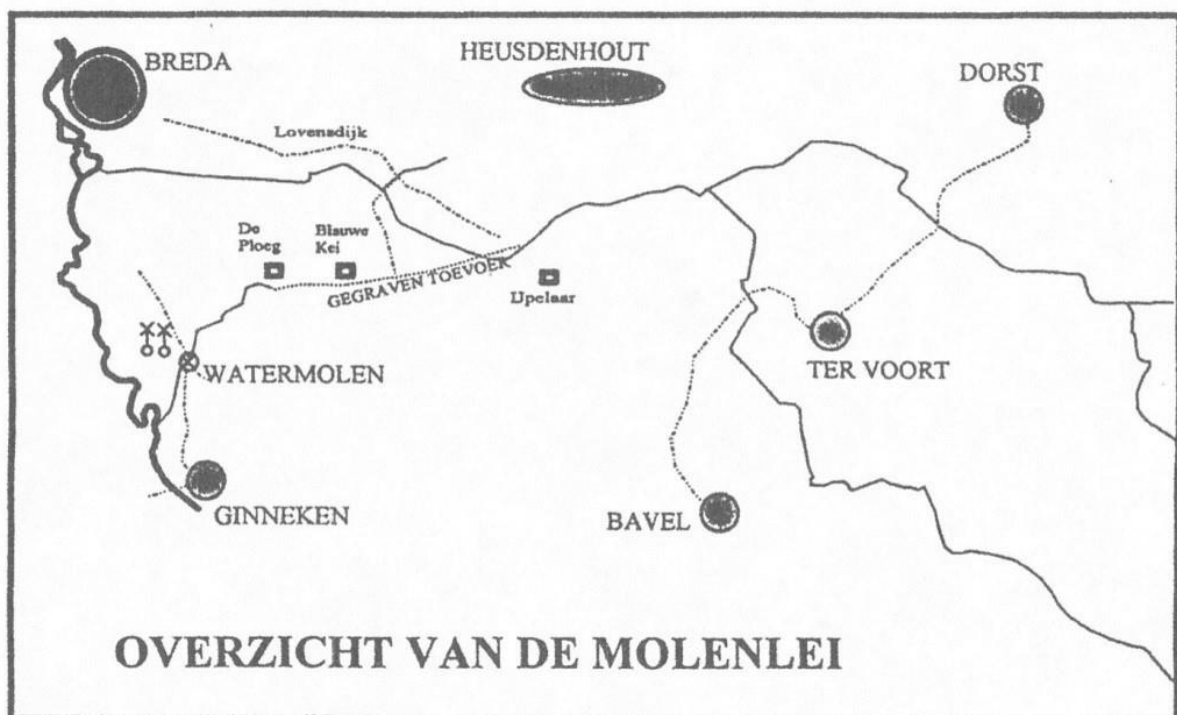 BREDA
HEUSDENHOUT
DORST
Lovensdijk
De
Ploeg
Blauwe
Kei
GEGRAVEN TOEVOER
IJpelaar
WATERMOLEN
TER VOORT
GINNEKEN
BAVEL
OVERZICHT VAN DE MOLENLEI